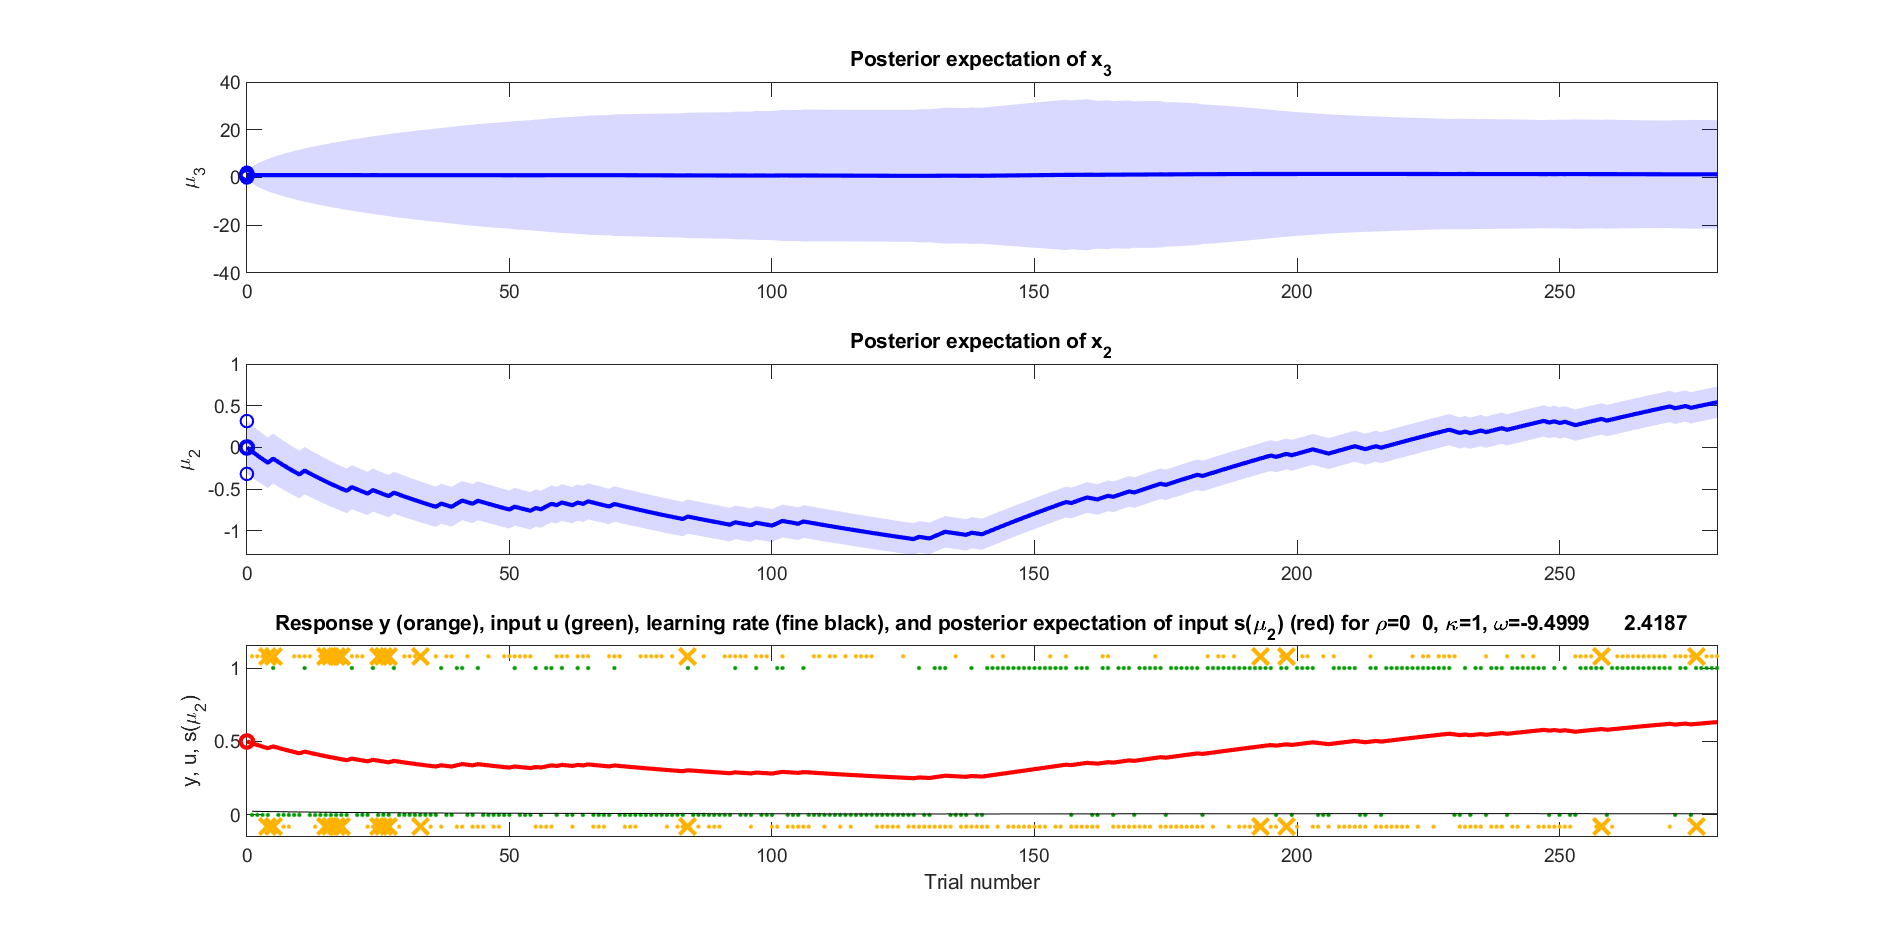 Posterior expectation of x₃
μ₃
40
20
0
-20
-40
0 50 100 150 200 250
Posterior expectation of x₂
μ₂
1
0.5
0
-0.5
-1
0 50 100 150 200 250
Response y (orange), input u (green), learning rate (fine black), and posterior expectation of input s(μ₂) (red) for ρ=0 0, κ=1, ω=-9.4999 2.4187
y, u, s(μ₂)
1
0.5
0
0 50 100 150 200 250
Trial number